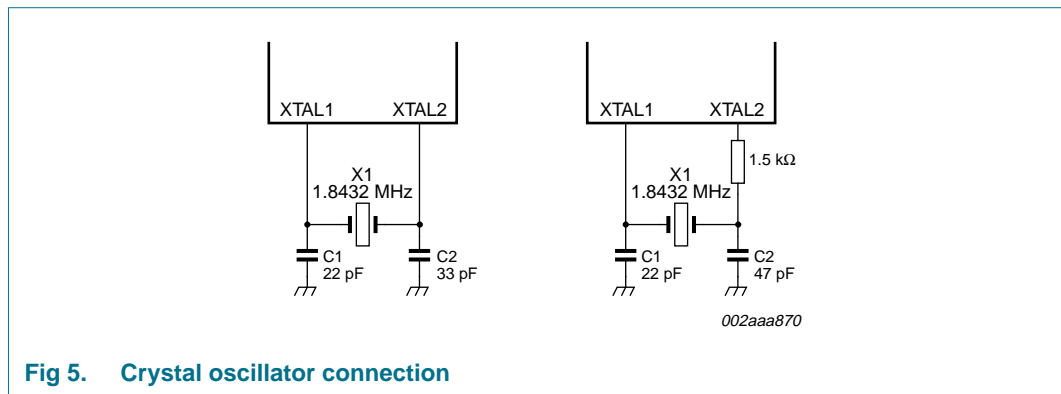 XTAL1 XTAL2
X1
1.8432 MHz
C1
22 pF
C2
33 pF
XTAL1 XTAL2
1.5 kΩ
X1
1.8432 MHz
C1
22 pF
C2
47 pF
002aaa870
Fig 5. Crystal oscillator connection